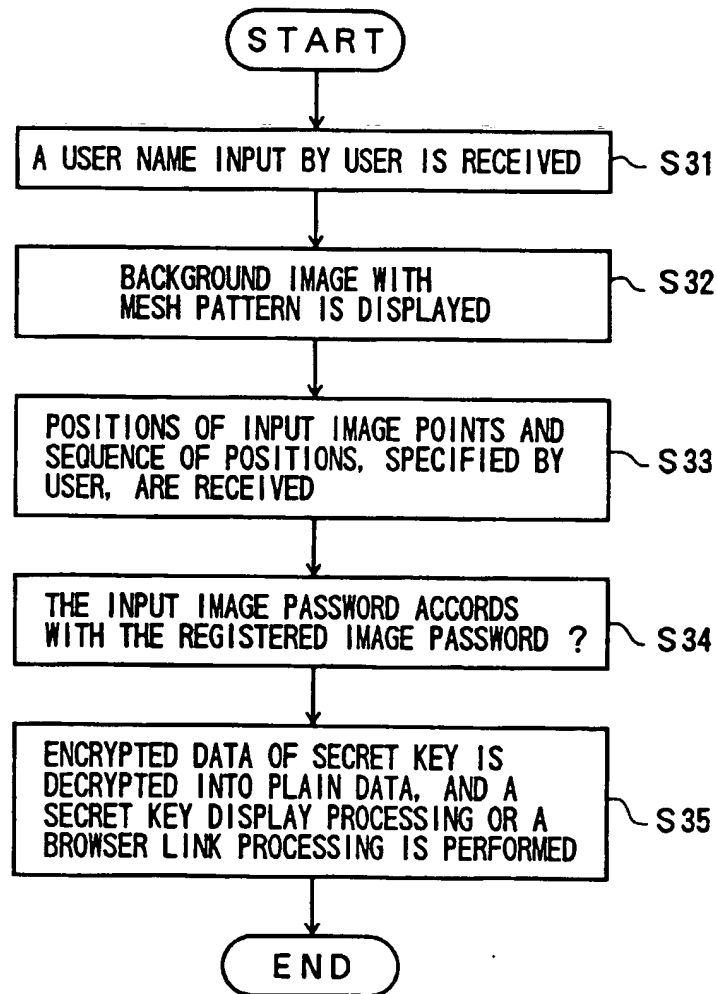 START
A USER NAME INPUT BY USER IS RECEIVED
S31
BACKGROUND IMAGE WITH
MESH PATTERN IS DISPLAYED
S32
POSITIONS OF INPUT IMAGE POINTS AND
SEQUENCE OF POSITIONS, SPECIFIED BY
USER, ARE RECEIVED
S33
THE INPUT IMAGE PASSWORD ACCORDS
WITH THE REGISTERED IMAGE PASSWORD ?
S34
ENCRYPTED DATA OF SECRET KEY IS
DECRYPTED INTO PLAIN DATA, AND A
SECRET KEY DISPLAY PROCESSING OR A
BROWSER LINK PROCESSING IS PERFORMED
S35
END